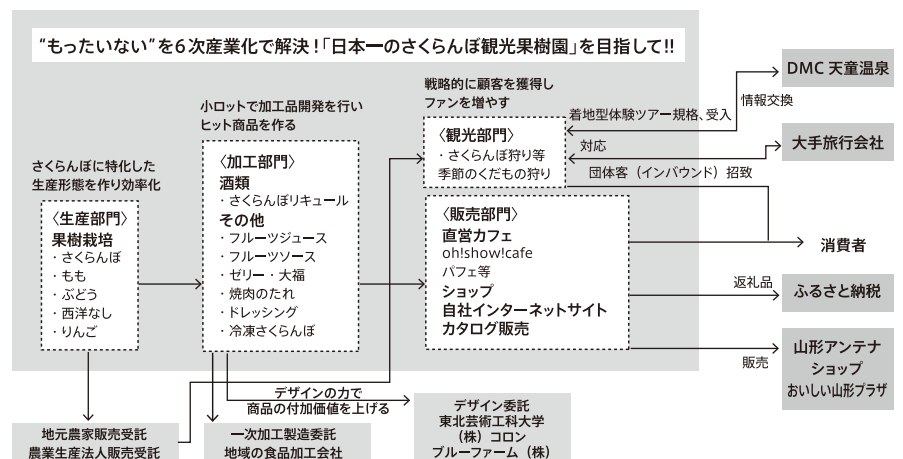 “もったいない”を6次産業化で解決！「日本一のさくらんぼ観光果樹園」を目指して!!
さくらんぼに特化した
生産形態を作り効率化
〈生産部門〉
果樹栽培
・さくらんぼ
・もも
・ぶどう
・西洋なし
・りんご
小ロットで加工品開発を行い
ヒット商品を作る
〈加工部門〉
酒類
・さくらんぼリキュール
その他
・フルーツジュース
・フルーツソース
・ゼリー・大福
・焼肉のたれ
・ドレッシング
・冷凍さくらんぼ
戦略的に顧客を獲得し
ファンを増やす
〈観光部門〉
・さくらんぼ狩り等
季節のくだもの狩り
〈販売部門〉
直営カフェ
oh!show!cafe
パフェ等
ショップ
自社インターネットサイト
カタログ販売
着地型体験ツアー規格、受入
情報交換
対応
団体客（インバウンド）招致
返礼品
販売
DMC 天童温泉
大手旅行会社
消費者
ふるさと納税
山形アンテナ
ショップ
おいしい山形プラザ
デザインの力で
商品の付加価値を上げる
地元農家販売受託
農業生産法人販売受託
一次加工製造委託
地域の食品加工会社
デザイン委託
東北芸術工科大学
（株）コロン
ブルーファーム（株）